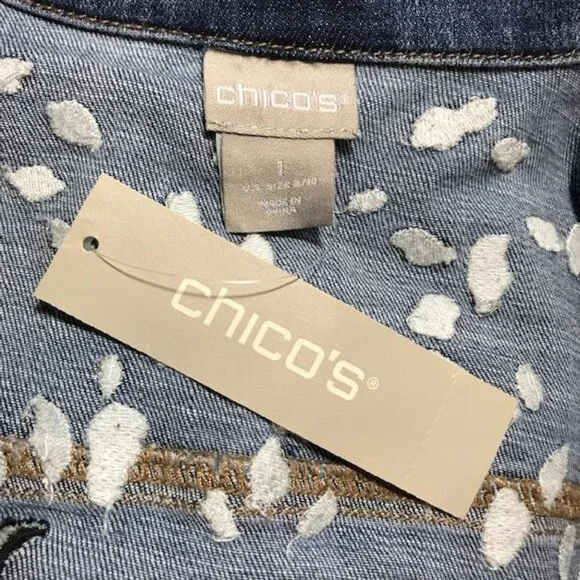 chico's®
1
U.S. SIZE 8/10
MADE IN
CHINA
chico's®